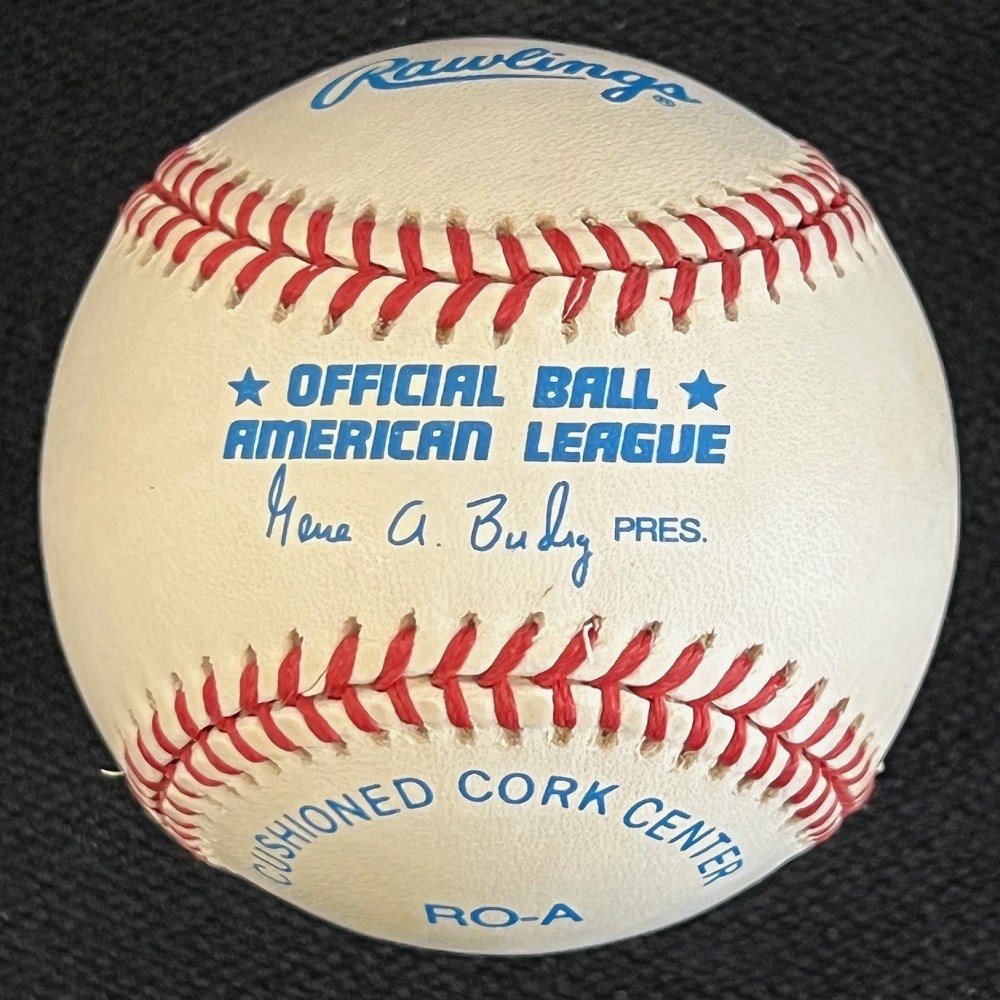 Rawlings®
★ OFFICIAL BALL ★
AMERICAN LEAGUE
Gene A. Budig PRES.
CUSHIONED CORK CENTER
RO-A